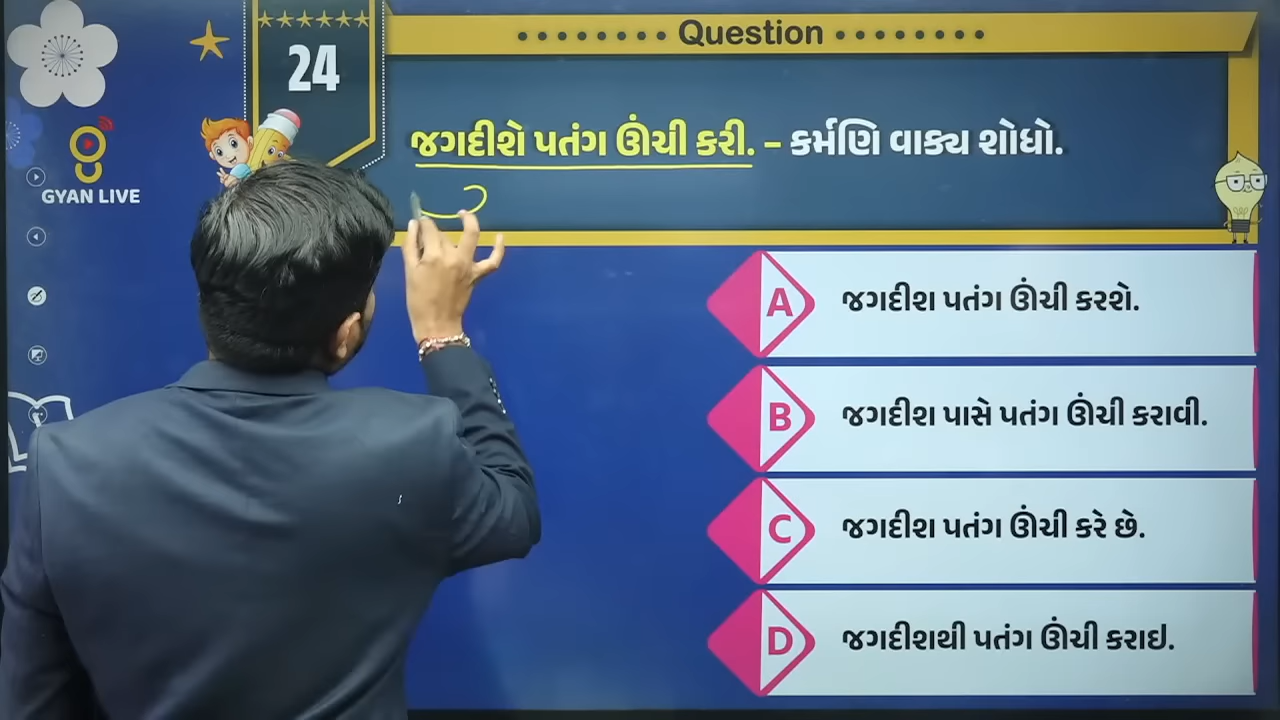 Question
24
જગદીશે પતંગ ઊંચી કરી. – કર્મણિ વાક્ય શોધો.
GYAN LIVE
A જગદીશ પતંગ ઊંચી કરશે.
B જગદીશ પાસે પતંગ ઊંચી કરાવી.
C જગદીશ પતંગ ઊંચી કરે છે.
D જગદીશથી પતંગ ઊંચી કરાઇ.